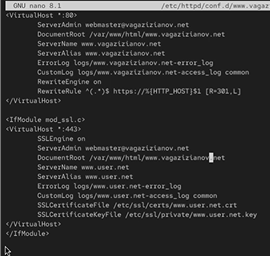 GNU nano 8.1 /etc/httpd/conf.d/www.vagaz
<VirtualHost *:80>
ServerAdmin webmaster@vagazizianov.net
DocumentRoot /var/www/html/www.vagazizianov.net
ServerName www.vagazizianov.net
ServerAlias www.vagazizianov.net
ErrorLog logs/www.vagazizianov.net-error_log
CustomLog logs/www.vagazizianov.net-access_log common
RewriteEngine on
RewriteRule ^(.*)$ https://%{HTTP_HOST}$1 [R=301,L]
</VirtualHost>
<IfModule mod_ssl.c>
<VirtualHost *:443>
SSLEngine on
ServerAdmin webmaster@vagazizianov.net
DocumentRoot /var/www/html/www.vagazizianov.net
ServerName www.user.net
ServerAlias www.user.net
ErrorLog logs/www.user.net-error_log
CustomLog logs/www.user.net-access_log common
SSLCertificateFile /etc/ssl/certs/www.user.net.crt
SSLCertificateKeyFile /etc/ssl/private/www.user.net.key
</VirtualHost>
</IfModule>